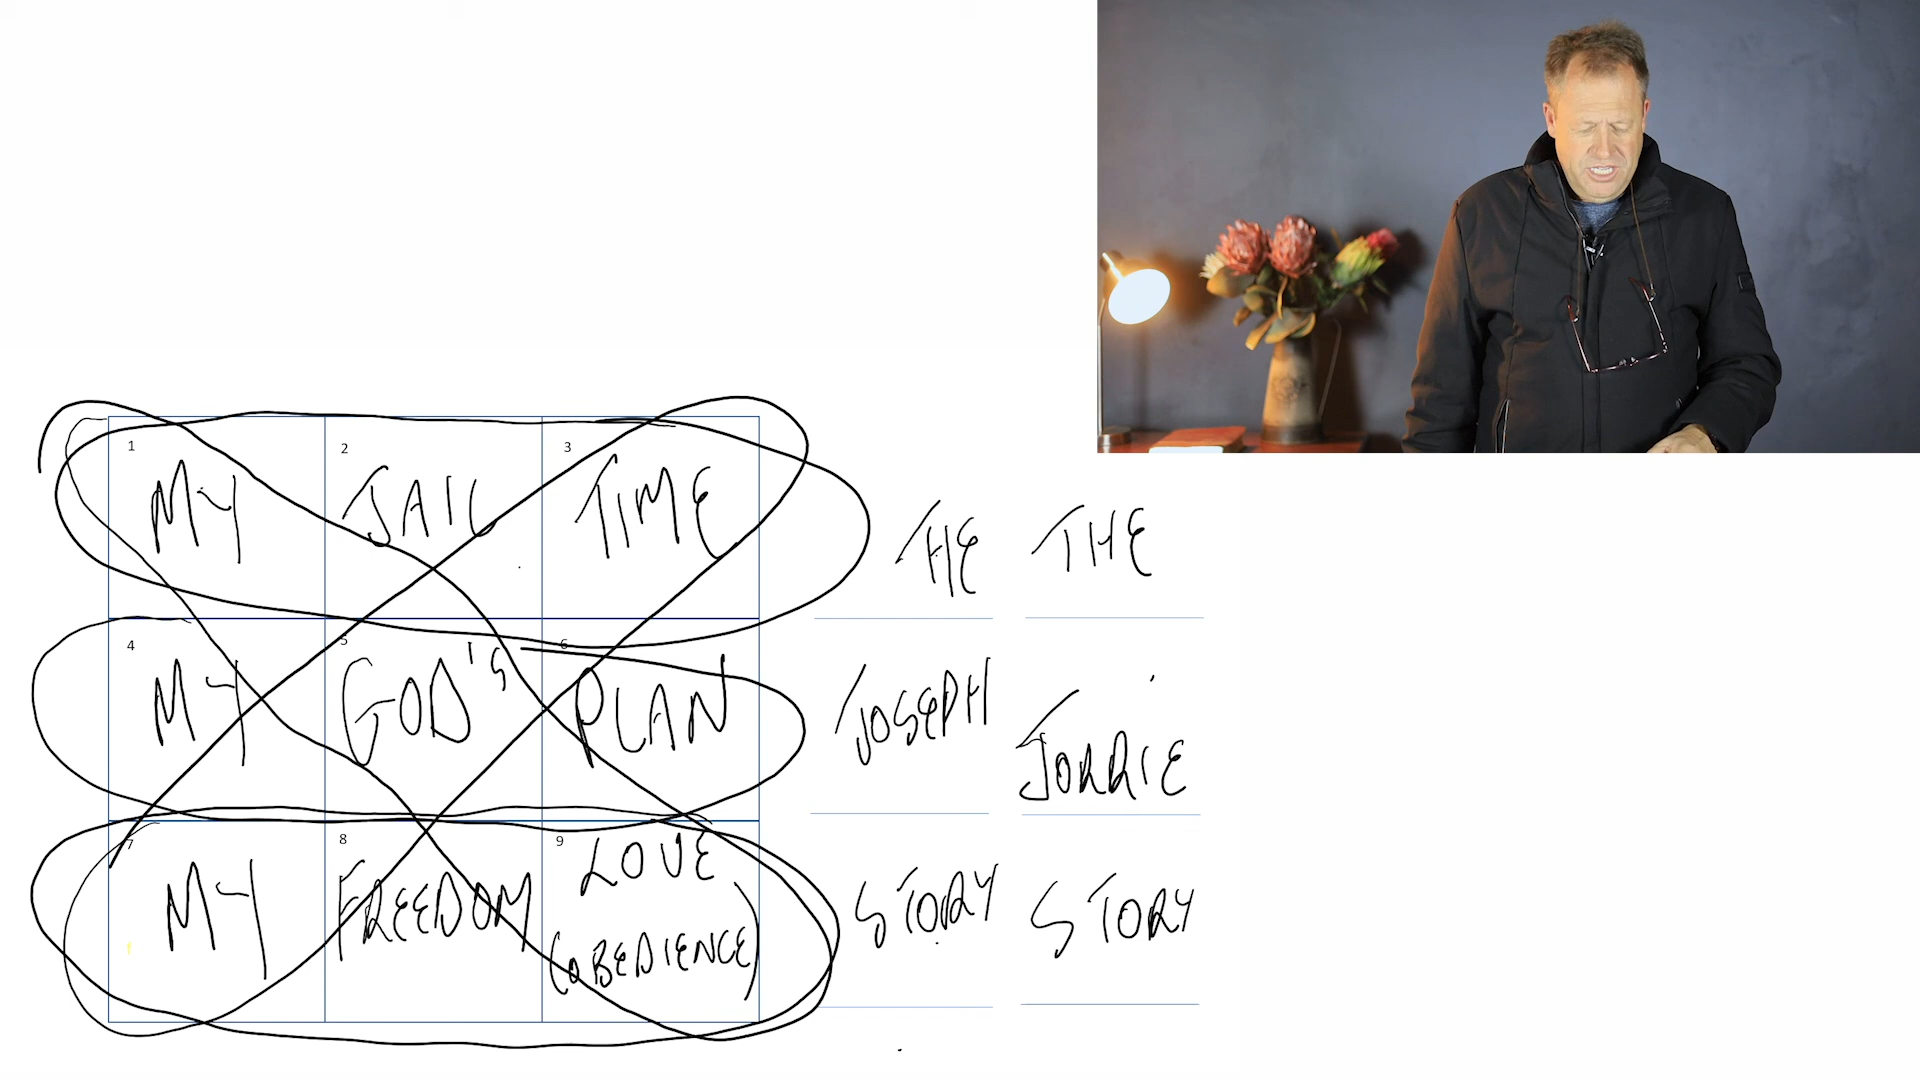 1 2 3
MY JAIL TIME
THE THE
4 5 6
MY GOD'S PLAN
JOSEPH JORRIE
7 8 9
MY FREEDOM LOVE
(OBEDIENCE)
STORY STORY